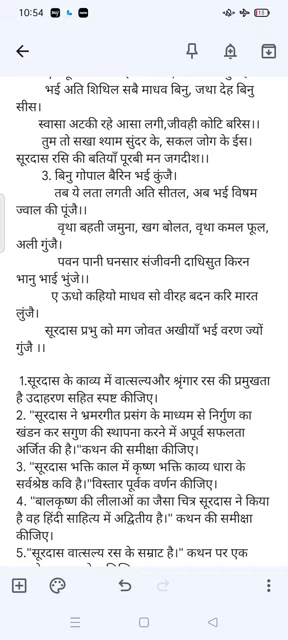 10:54
भई अति शिथिल सबै माधव बिनु, जथा देह बिनु
सीस।
स्वासा अटकी रहे आसा लगी,जीवही कोटि बरिस।।
तुम तो सखा श्याम सुंदर के, सकल जोग के ईस।
सूरदास रसि की बतियाँ पूरबी मन जगदीश।।
3. बिनु गोपाल बैरिन भई कुंजै।
तब ये लता लगती अति सीतल, अब भई विषम
ज्वाल की पूंजै।।
वृथा बहती जमुना, खग बोलत, वृथा कमल फूल,
अली गुंजै।
पवन पानी घनसार संजीवनी दाधिसुत किरन
भानु भाई भुंजे।।
ए ऊधो कहियो माधव सो वीरह बदन करि मारत
लुंजै।
सूरदास प्रभु को मग जोवत अखीयाँ भई वरण ज्यों
गुंजै ।।
1.सूरदास के काव्य में वात्सल्यऔर श्रृंगार रस की प्रमुखता
है उदाहरण सहित स्पष्ट कीजिए।
2. "सूरदास ने भ्रमरगीत प्रसंग के माध्यम से निर्गुण का
खंडन कर सगुण की स्थापना करने में अपूर्व सफलता
अर्जित की है।"कथन की समीक्षा कीजिए।
3. "सूरदास भक्ति काल में कृष्ण भक्ति काव्य धारा के
सर्वश्रेष्ठ कवि है।"विस्तार पूर्वक वर्णन कीजिए।
4. "बालकृष्ण की लीलाओं का जैसा चित्र सूरदास ने किया
है वह हिंदी साहित्य में अद्वितीय है।" कथन की समीक्षा
कीजिए।
5."सूरदास वात्सल्य रस के सम्राट है।" कथन पर एक